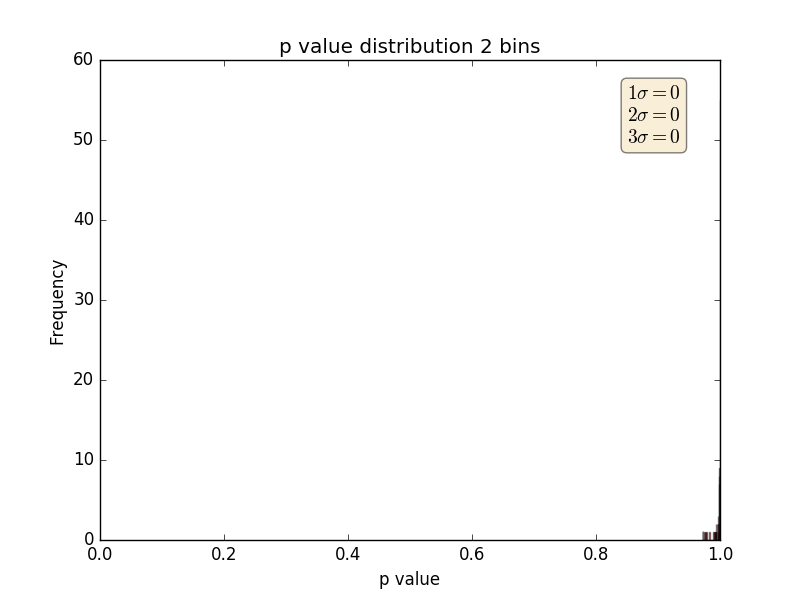 p value distribution 2 bins
60
1σ = 0
2σ = 0
3σ = 0
50
40
30
20
10
0
Frequency
0.0 0.2 0.4 0.6 0.8 1.0
p value